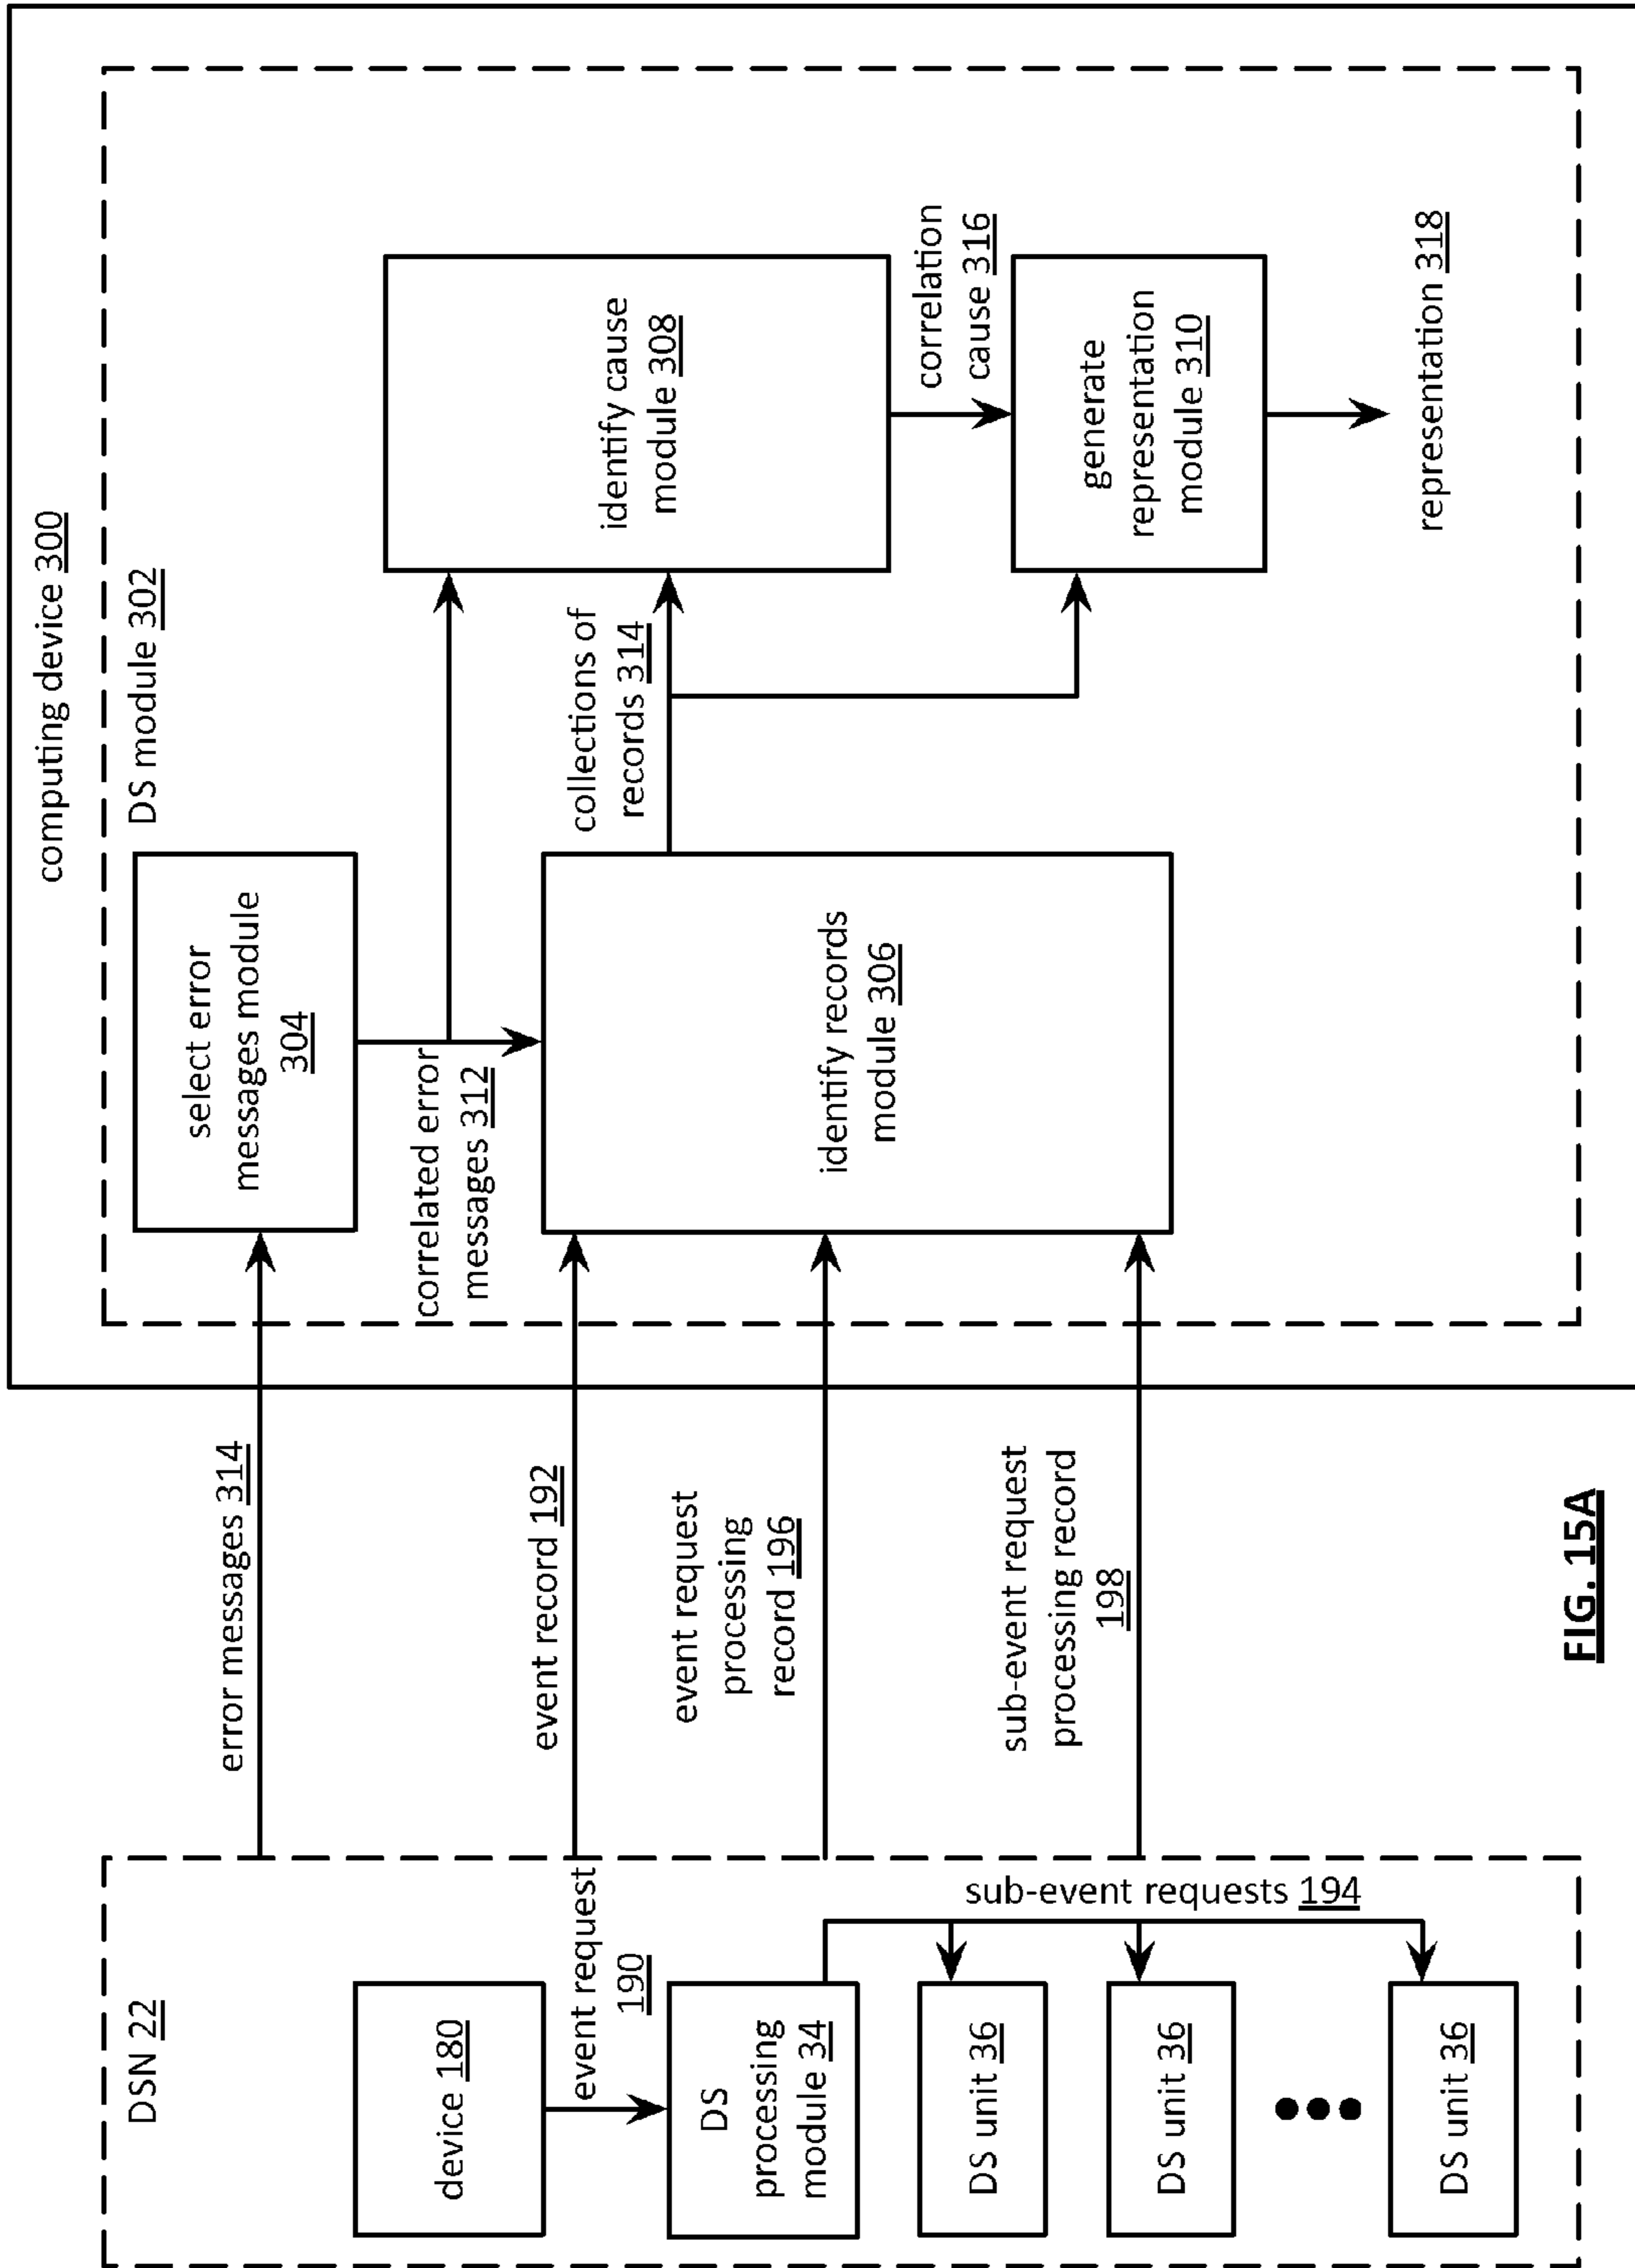 computing device 300
DS module 302
select error
messages module
304
correlated error
messages 312
identify records
module 306
collections of
records 314
identify cause
module 308
correlation
cause 316
generate
representation
module 310
representation 318
error messages 314
event record 192
event request
processing
record 196
sub-event request
processing record
198
DSN 22
device 180
event request
190
DS
processing
module 34
sub-event requests 194
DS unit 36
DS unit 36
DS unit 36
FIG. 15A